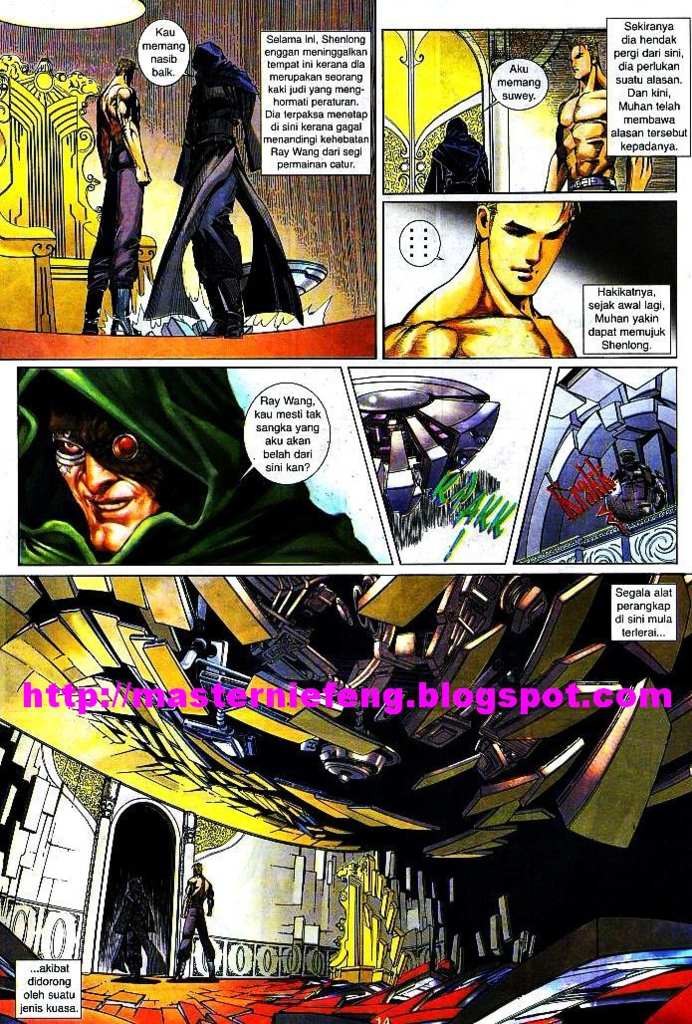 Kau
memang
nasib
baik.
Selama ini, Shenlong
enggan meninggalkan
tempat ini kerana dia
merupakan seorang
kaki judi yang meng-
hormati peraturan.
Dia terpaksa menetap
di sini kerana gagal
menandingi kehebatan
Ray Wang dari segi
permainan catur.
Aku
memang
suwey.
Sekiranya
dia hendak
pergi dari sini,
dia perlukan
suatu alasan.
Dan kini,
Muhan telah
membawa
alasan tersebut
kepadanya.
Hakikatnya,
sejak awal lagi,
Muhan yakin
dapat memujuk
Shenlong.
Ray Wang,
kau mesti tak
sangka yang
aku akan
belah dari
sini kan?
KRAKK
Krakk
Segala alat
perangkap
di sini mula
terlerai...
http://masterniefeng.blogspot.com
...akibat
didorong
oleh suatu
jenis kuasa.
14